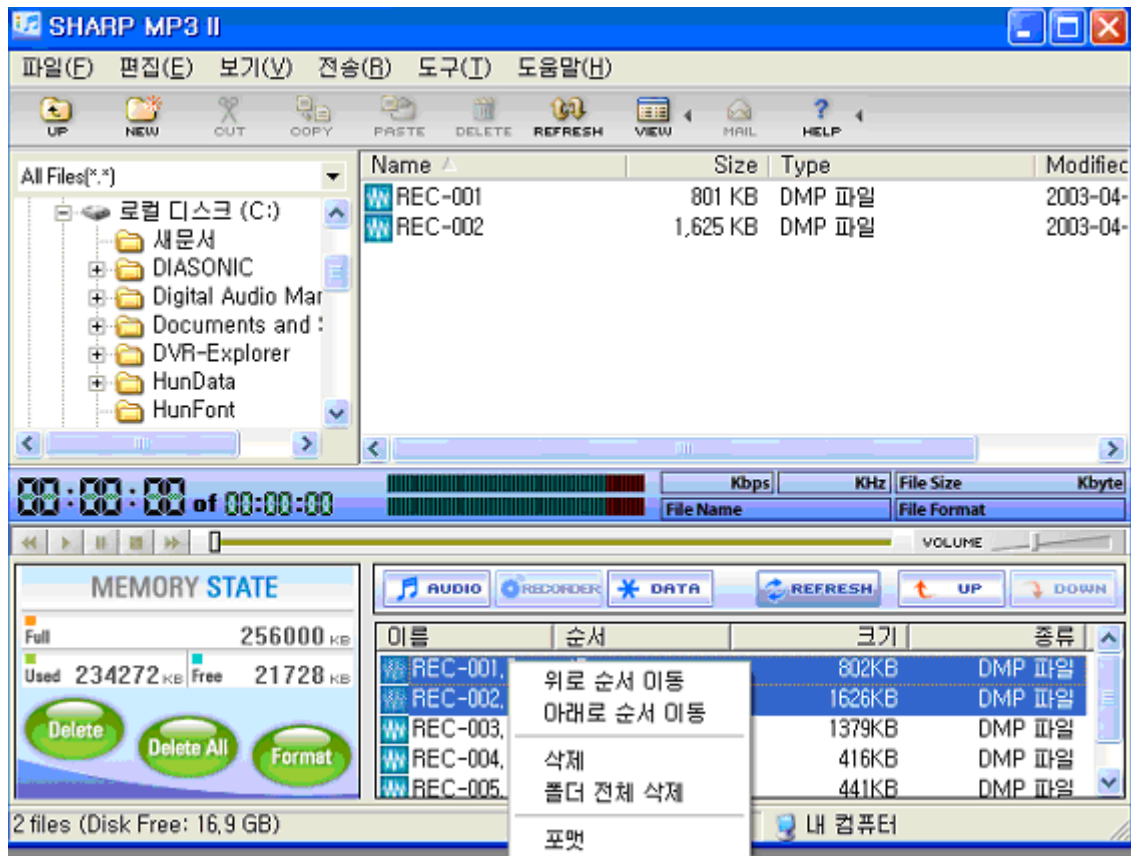 SHARP MP3 II
파일(F) 편집(E) 보기(V) 전송(R) 도구(T) 도움말(H)
UP NEW CUT COPY PASTE DELETE REFRESH VIEW MAIL HELP
All Files(*.*)
로컬 디스크 (C:)
새문서
DIASONIC
Digital Audio Mar
Documents and
DVR-Explorer
HunData
HunFont
Name Size Type Modified
REC-001 801 KB DMP 파일 2003-04-
REC-002 1,625 KB DMP 파일 2003-04-
00:00:00 of 00:00:00
Kbps KHz File Size Kbyte
File Name File Format
VOLUME
MEMORY STATE
Full 256000 KB
Used 234272 KB Free 21728 KB
Delete Delete All Format
AUDIO RECORDER DATA REFRESH UP DOWN
이름 순서 크기 종류
REC-001, 802KB DMP 파일
REC-002, 1626KB DMP 파일
REC-003, 1379KB DMP 파일
REC-004, 416KB DMP 파일
REC-005, 441KB DMP 파일
위로 순서 이동
아래로 순서 이동
삭제
폴더 전체 삭제
포맷
2 files (Disk Free: 16,9 GB) 내 컴퓨터